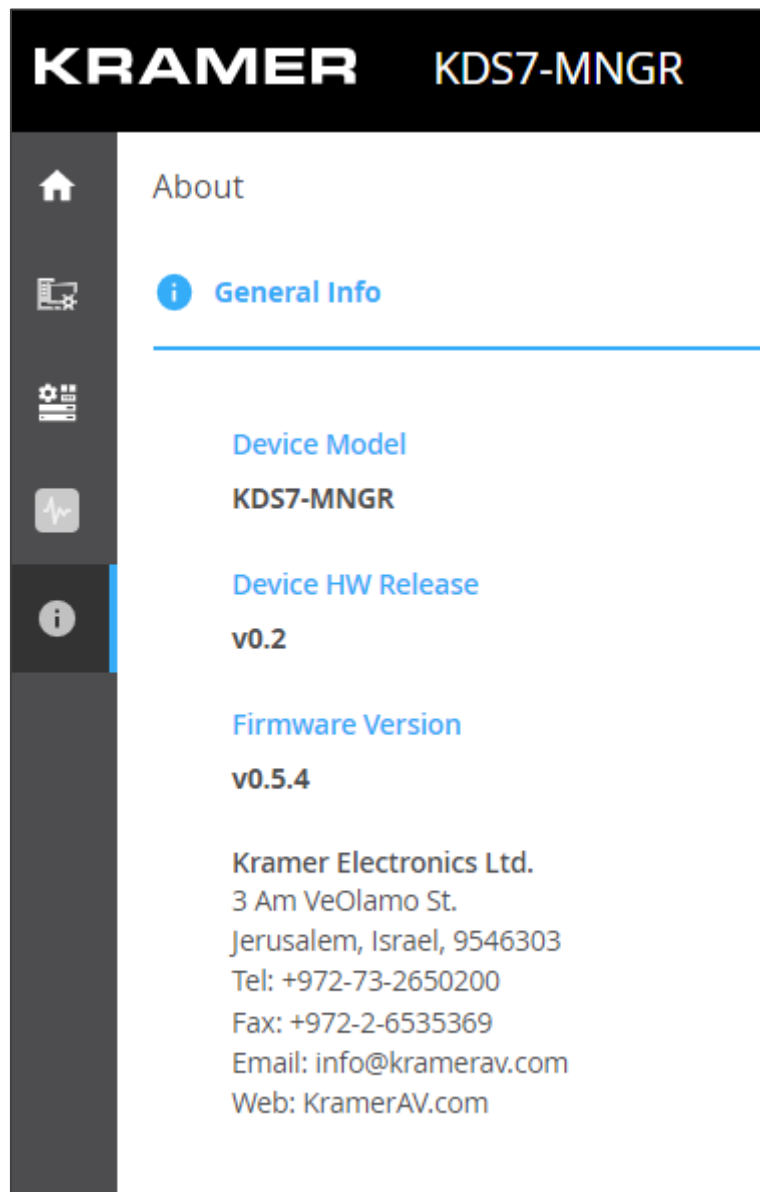 KRAMER KDS7-MNGR
About
General Info
Device Model
KDS7-MNGR
Device HW Release
v0.2
Firmware Version
v0.5.4
Kramer Electronics Ltd.
3 Am VeOlamo St.
Jerusalem, Israel, 9546303
Tel: +972-73-2650200
Fax: +972-2-6535369
Email: info@kramerav.com
Web: KramerAV.com